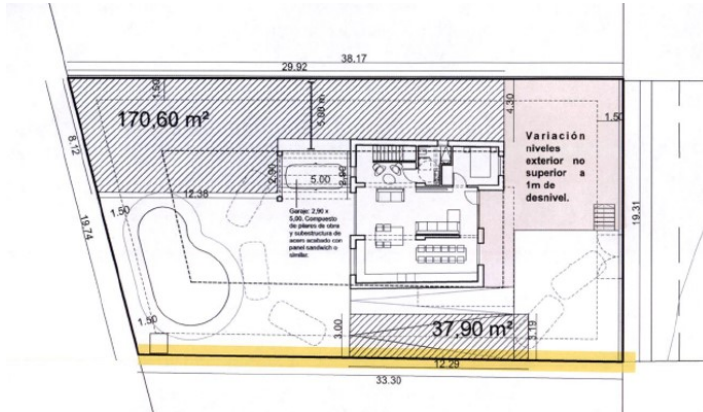 38.17
29.92
1.50
5,00 m
4.30
170,60 m²
1.50
Variación
niveles
exterior no
superior a
1m de
desnivel.
8.12
2,90
5.00
2,90
12.38
Garaje: 2,90 x
5,00. Compuesto
de planxa de obra
y subestructura de
acero acabado con
panel sandwich o
similar.
1.50
19.74
19.31
1.50
3.00
37,90 m²
3.19
12.29
33.30